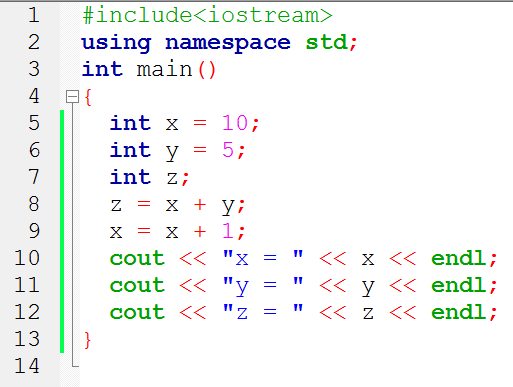 1 #include<iostream>
2 using namespace std;
3 int main()
4 {
5 int x = 10;
6 int y = 5;
7 int z;
8 z = x + y;
9 x = x + 1;
10 cout << "x = " << x << endl;
11 cout << "y = " << y << endl;
12 cout << "z = " << z << endl;
13 }
14